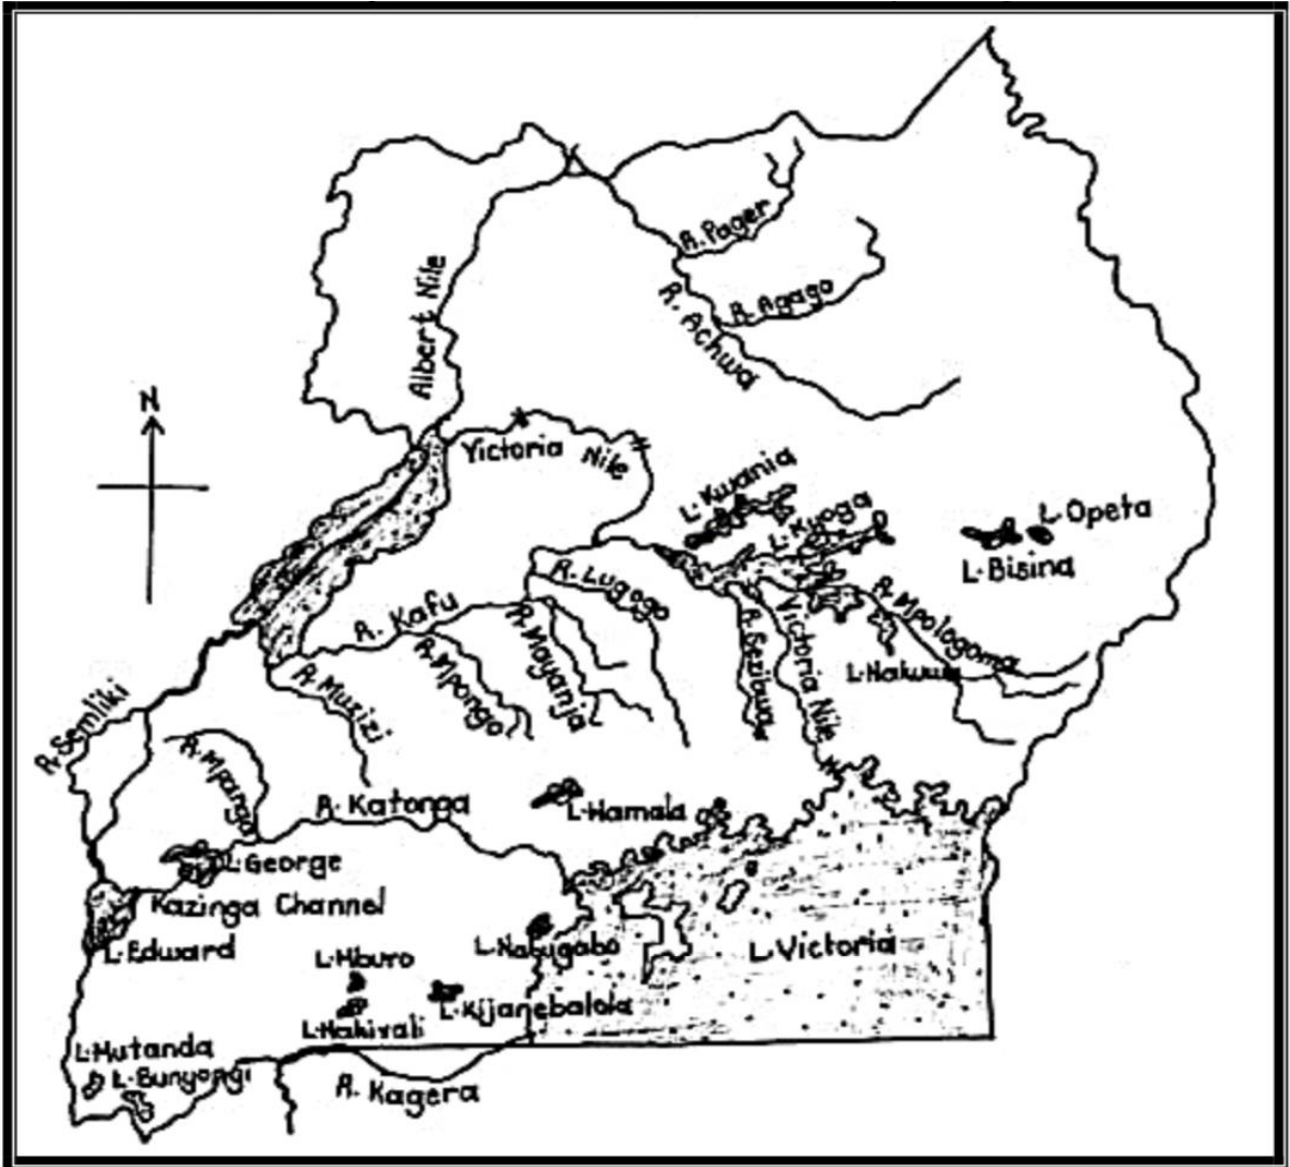 R. Pager
R. Agago
R. Achwa
Albert Nile
N
Victoria Nile
L. Kwania
L. Kyoga
L. Opeta
L. Bisina
R. Lugogo
R. Kafu
R. Mpologoma
R. Mayanja
R. Sezibwa
Victoria Nile
L. Nakuwa
R. Mpongo
R. Muzizi
R. Semliki
R. Mpanga
R. Katonga
L. Wamala
L. George
Kazinga Channel
L. Edward
L. Nabugabo
L. Victoria
L. Mburo
L. Kijanebalola
L. Nakivali
L. Mutanda
L. Bunyonyi
R. Kagera